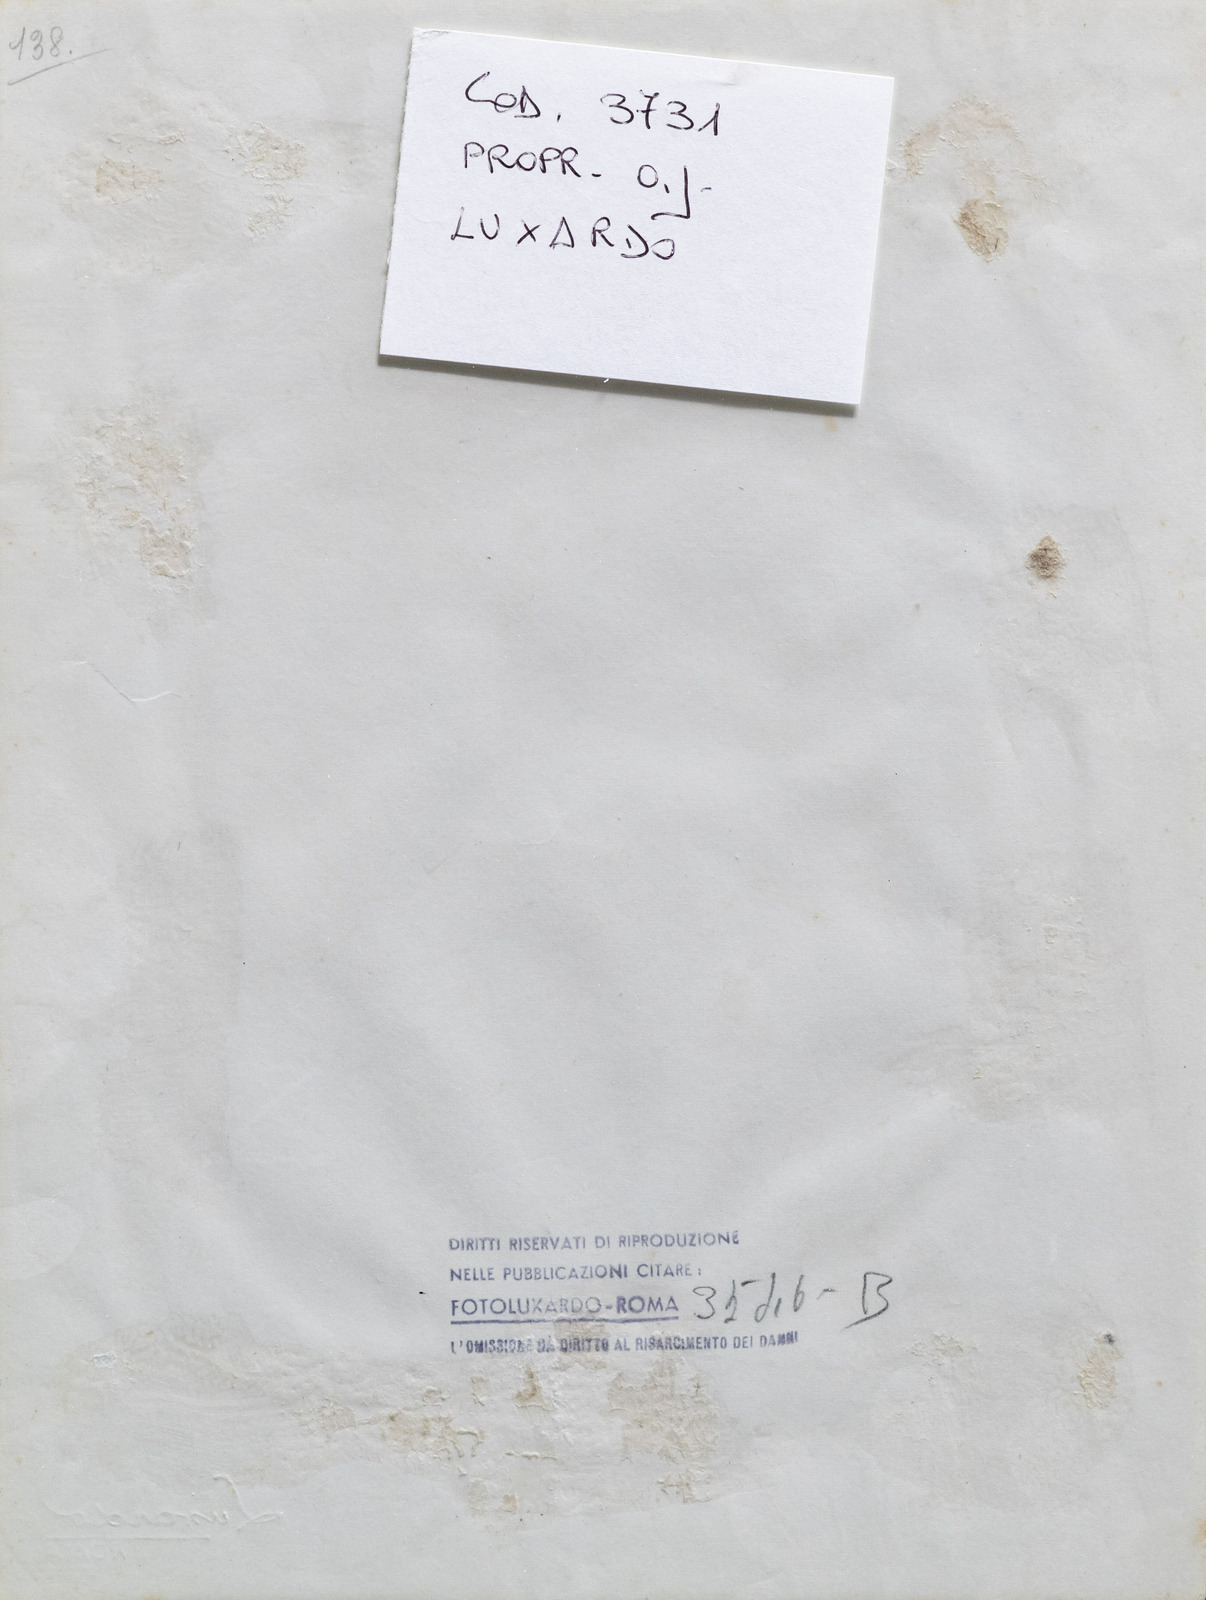 138.
COD. 3731
PROPR. O.J.
LUXARDO
DIRITTI RISERVATI DI RIPRODUZIONE
NELLE PUBBLICAZIONI CITARE:
FOTOLUXARDO-ROMA
B
L'OMISSIONE DÀ DIRITTO AL RISARCIMENTO DEI DANNI
Luxardo